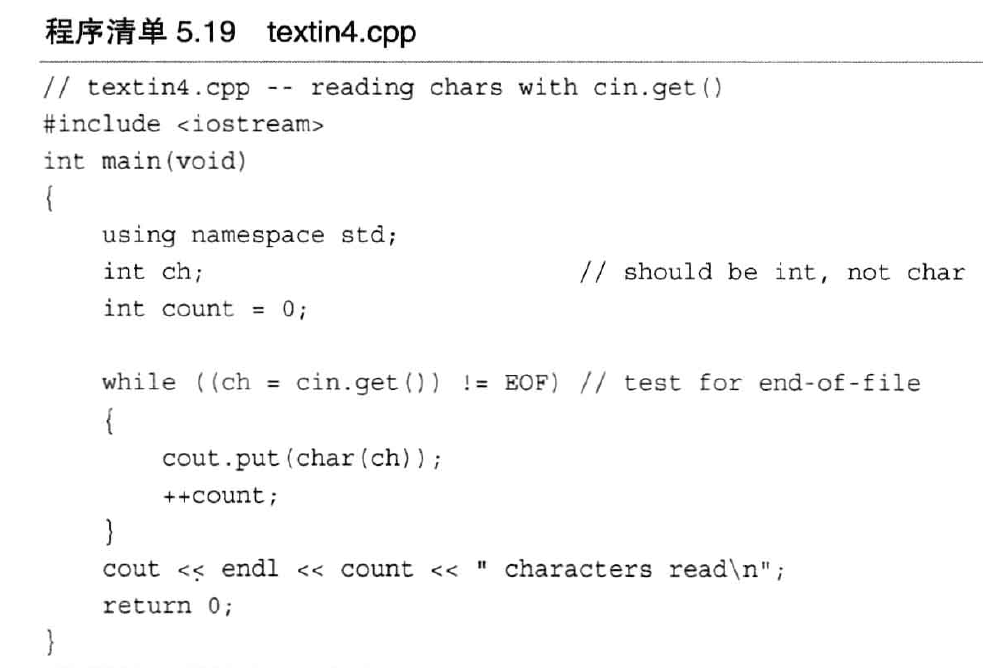 程序清单 5.19 textin4.cpp
// textin4.cpp -- reading chars with cin.get()
#include <iostream>
int main(void)
{
    using namespace std;
    int ch;                         // should be int, not char
    int count = 0;

    while ((ch = cin.get()) != EOF) // test for end-of-file
    {
        cout.put(char(ch));
        ++count;
    }
    cout << endl << count << " characters read\n";
    return 0;
}